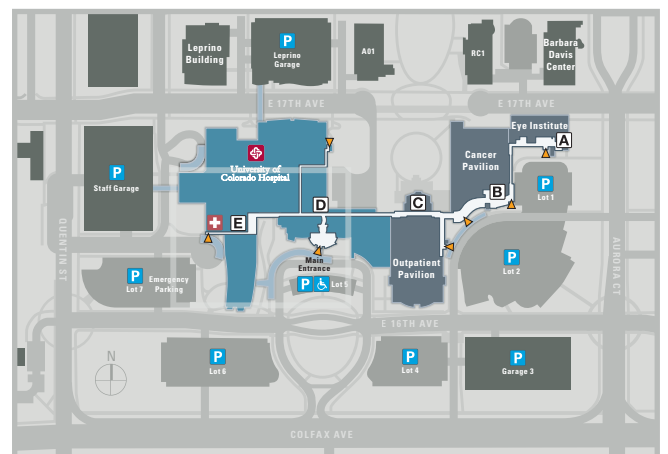 P
Leprino
Building
Leprino
Garage
A01
RC1
Barbara
Davis
Center
E 17TH AVE
E 17TH AVE
Eye Institute
A
University of
Colorado Hospital
Cancer
Pavilion
P
Staff Garage
P
Lot 1
B
C
D
E
QUENTIN ST
AURORA CT
Main
Entrance
Outpatient
Pavilion
P
Lot 2
P
Lot 7
Emergency
Parking
P
Lot 5
E 16TH AVE
N
P
Lot 6
P
Lot 4
P
Garage 3
COLFAX AVE